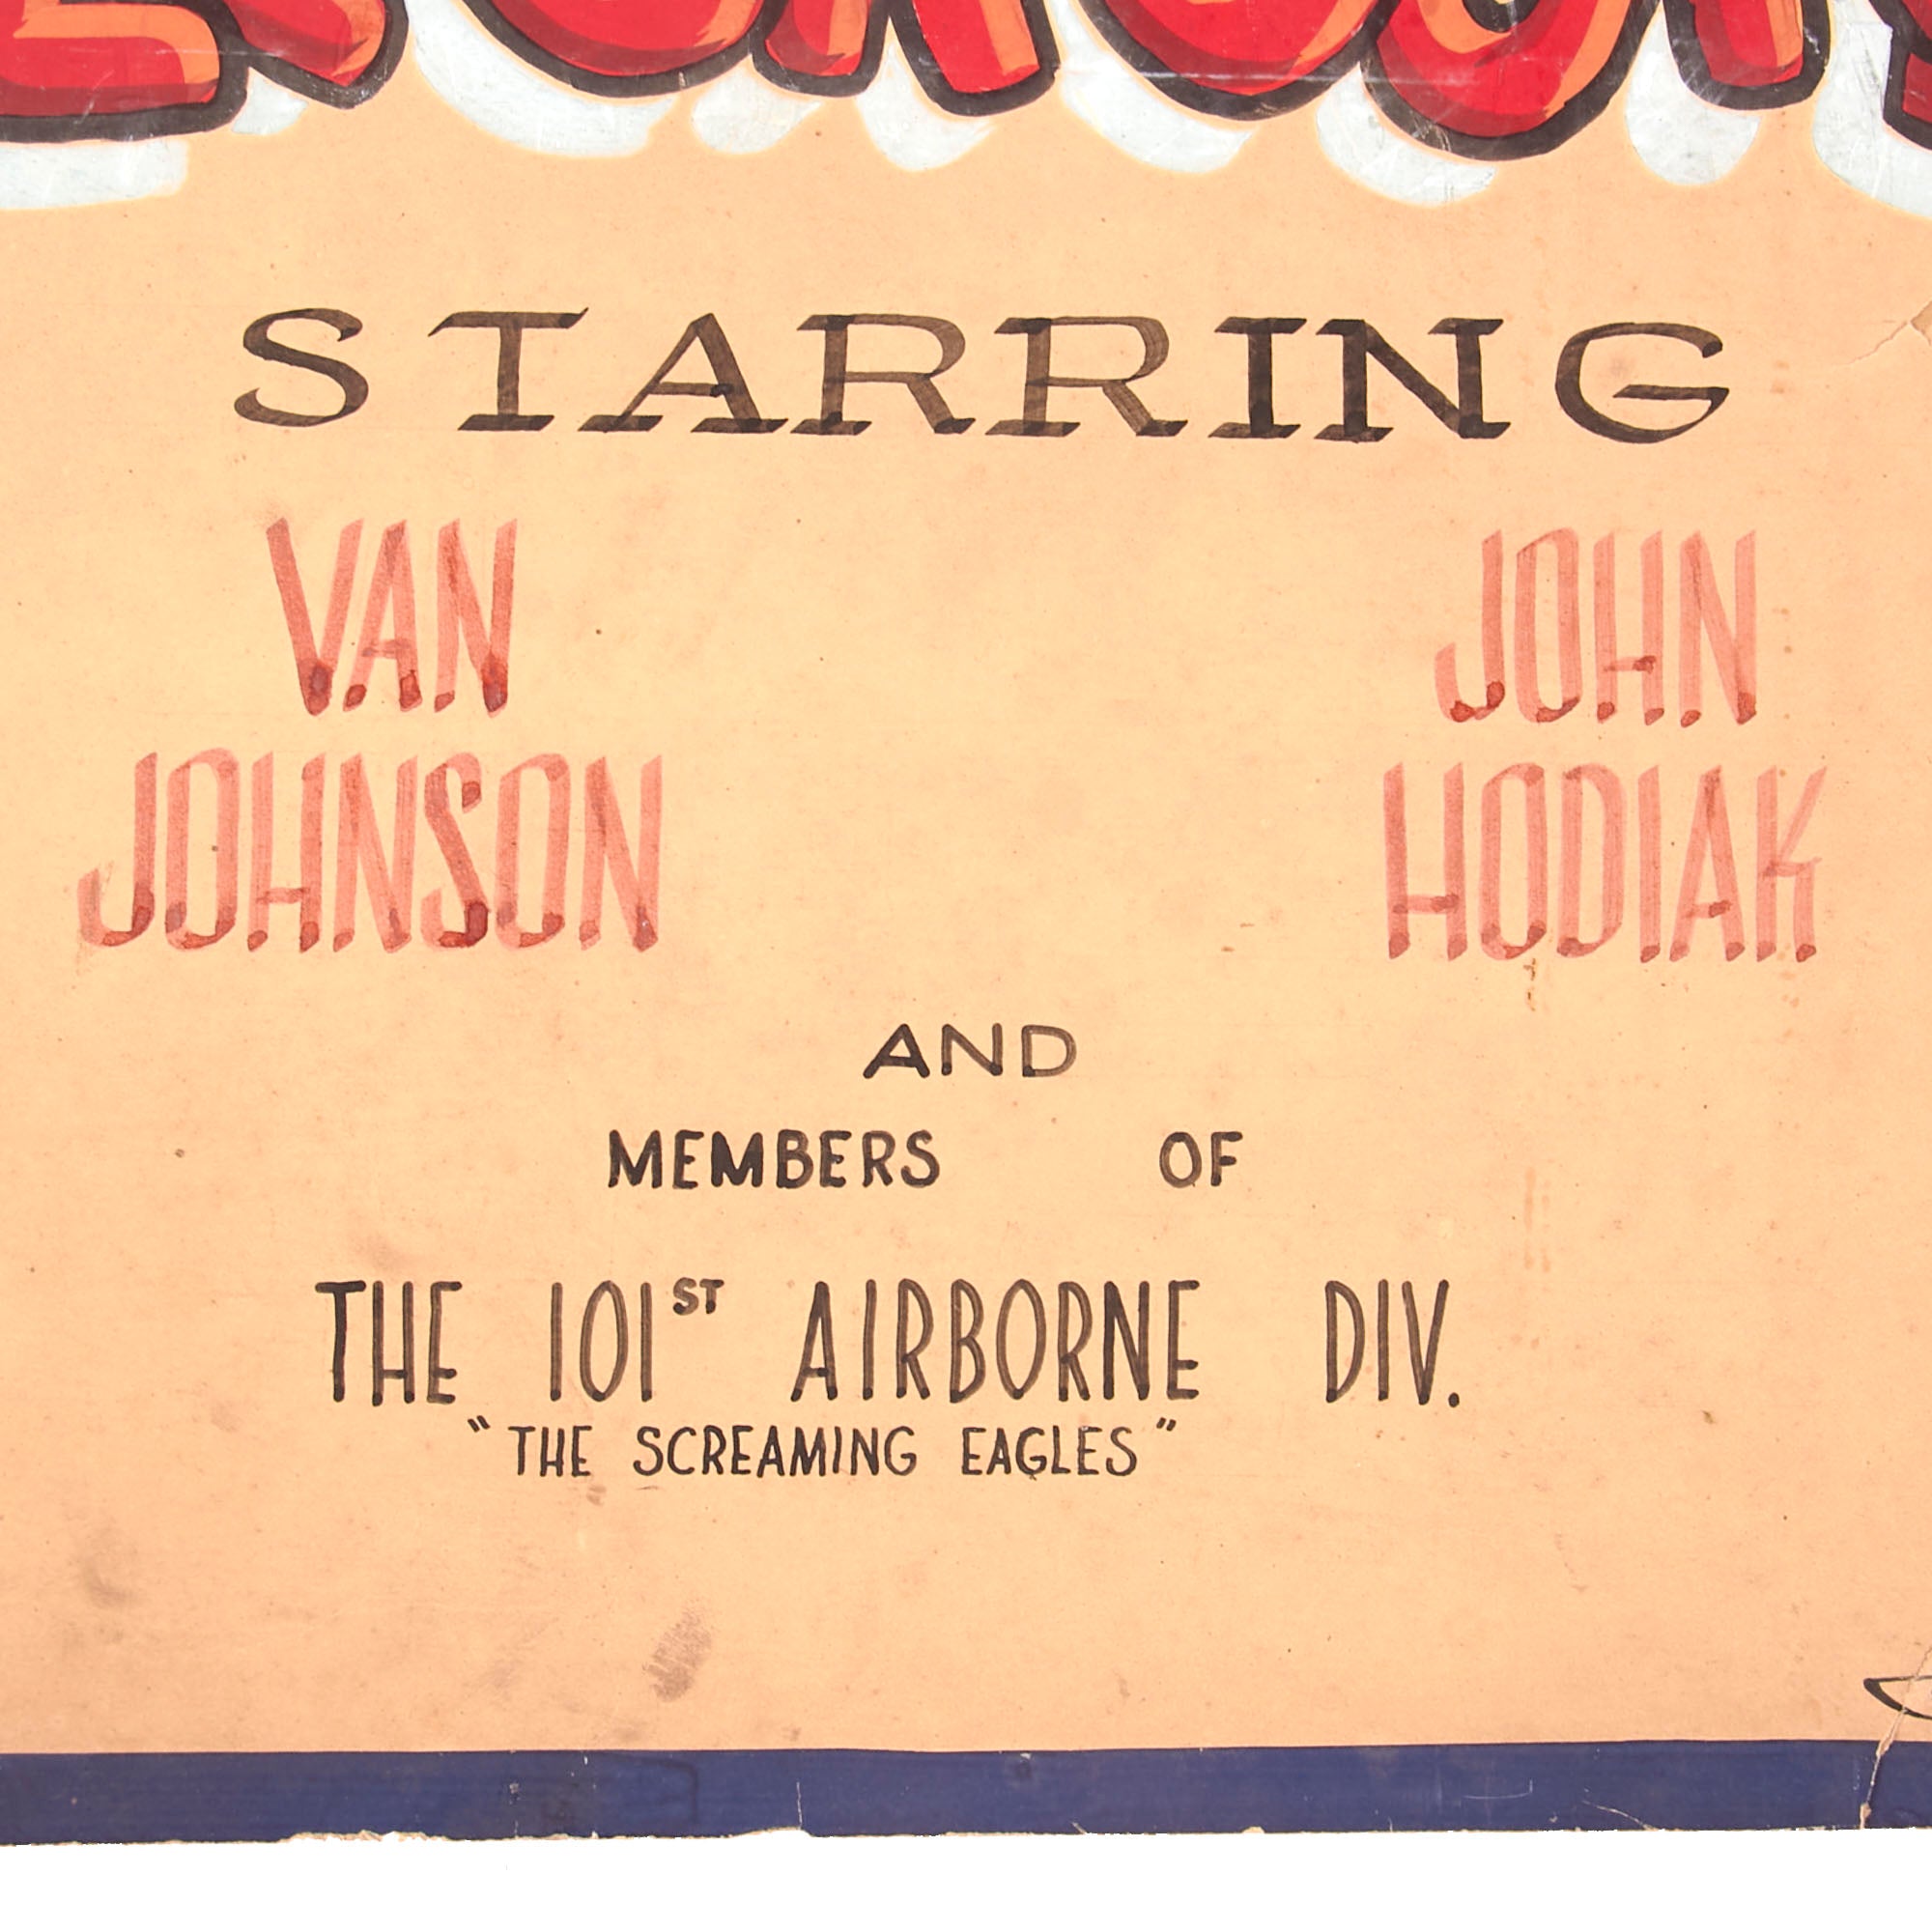 STARRING
VAN JOHNSON
JOHN HODIAK
AND
MEMBERS OF
THE 101ST AIRBORNE DIV.
"THE SCREAMING EAGLES"